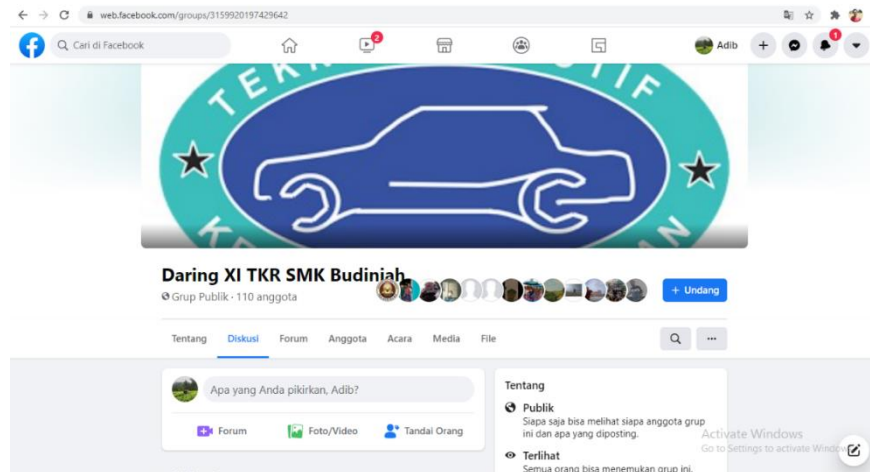 web.facebook.com/groups/3159920197429642
Cari di Facebook
2
Adib
1
Daring XI TKR SMK Budiniah
Grup Publik · 110 anggota
+ Undang
Tentang Diskusi Forum Anggota Acara Media File
Apa yang Anda pikirkan, Adib?
Forum Foto/Video Tandai Orang
Tentang
Publik
Siapa saja bisa melihat siapa anggota grup
ini dan apa yang diposting.
Terlihat
Semua orang bisa menemukan grup ini.
Activate Windows
Go to Settings to activate Windows